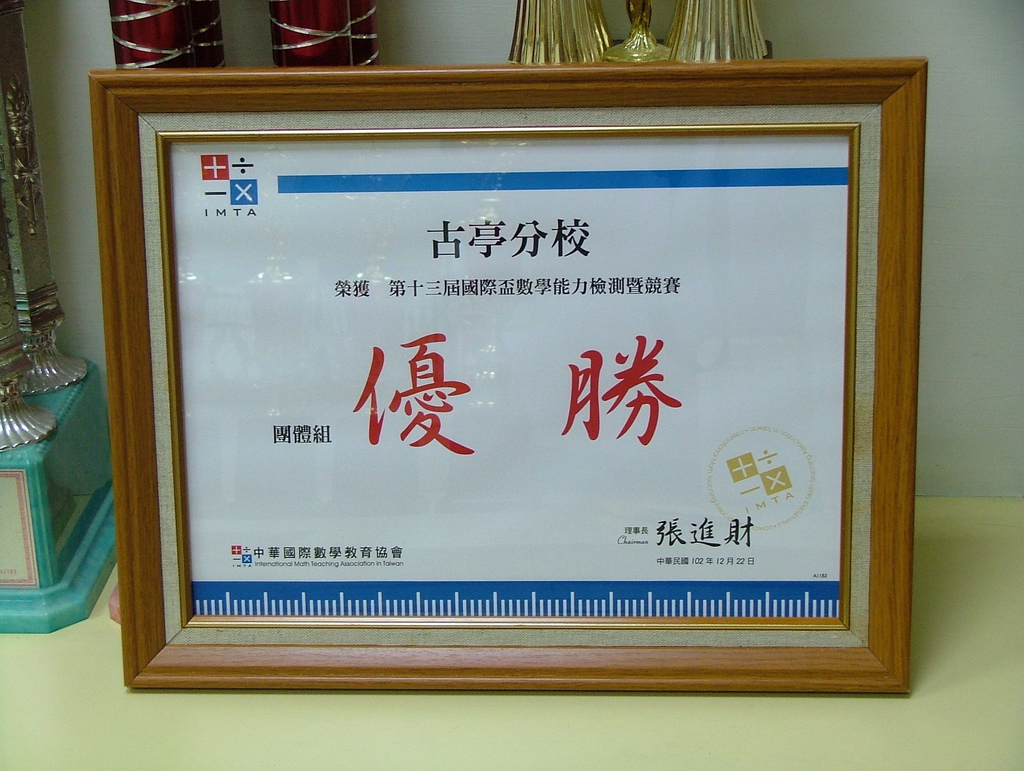 IMTA
古亭分校
榮獲 第十三屆國際盃數學能力檢測暨競賽
優 勝
團體組
IMTA
理事長 張進財
Chairman
中華民國 102 年 12 月 22 日
中華國際數學教育協會
International Math Teaching Association in Taiwan
IMTA
A1182